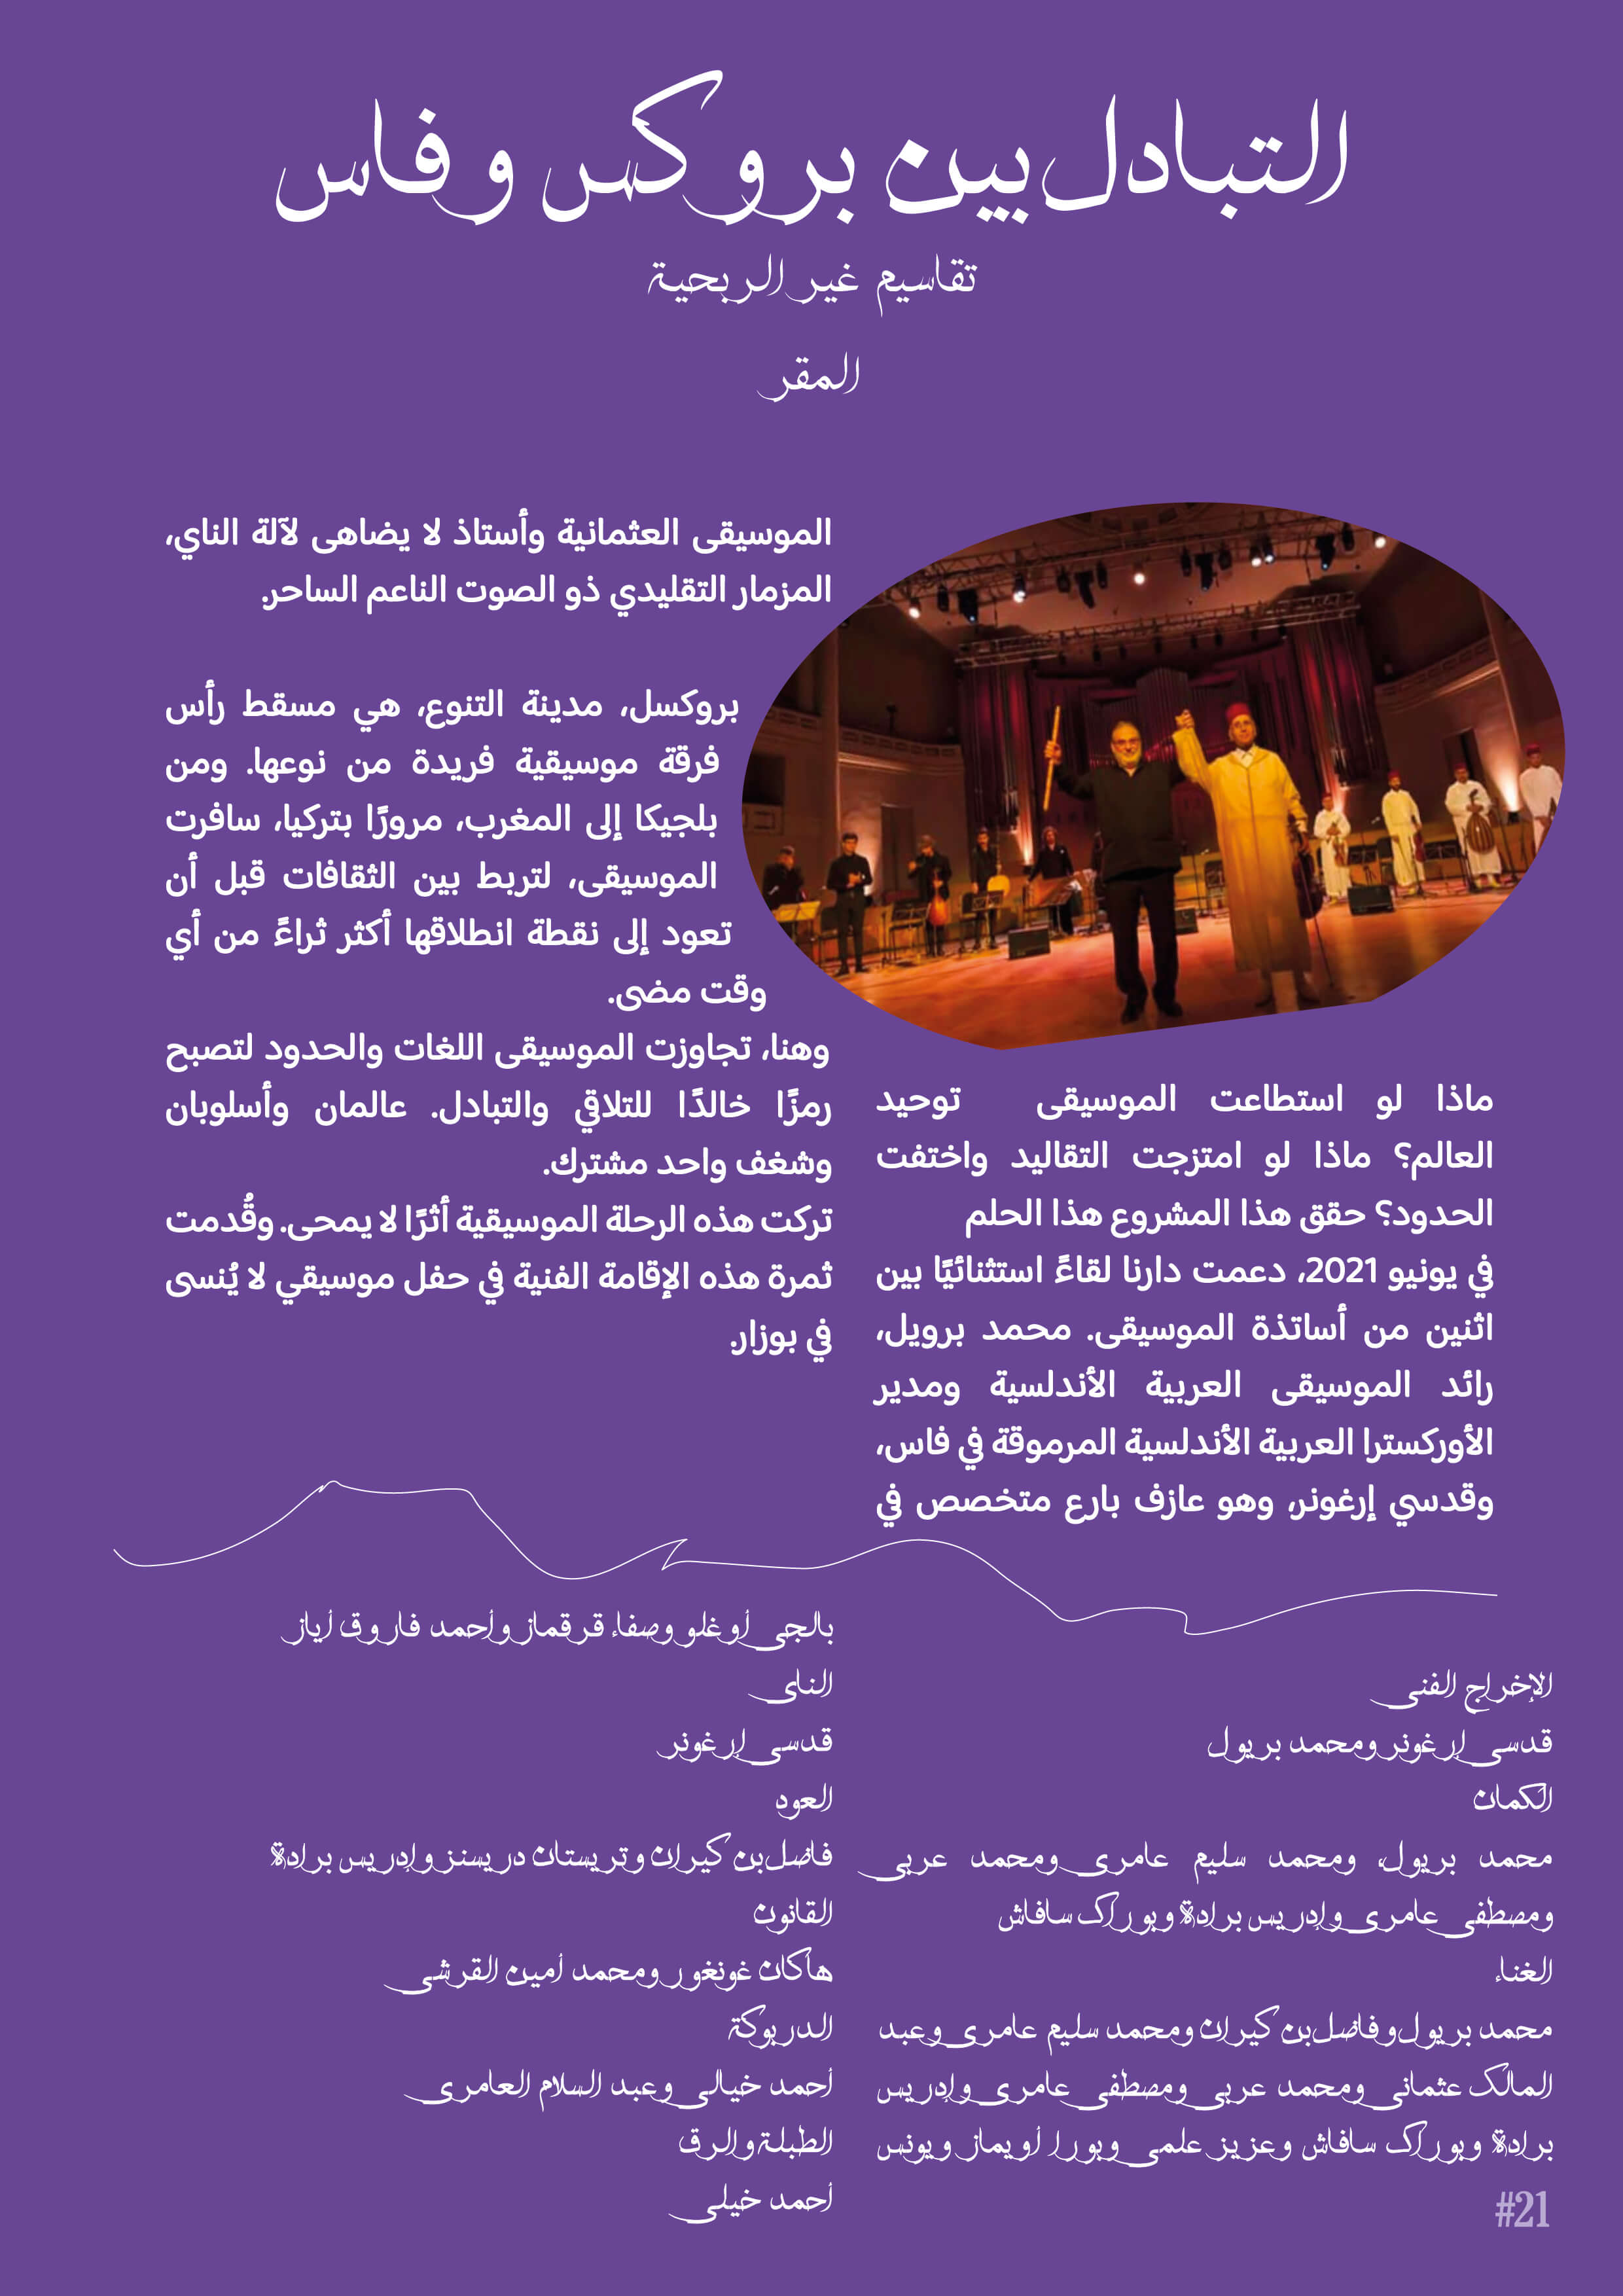 التبادل بين بروكس وفاس
تقاسيم غير الربحية
المقر
ماذا لو استطاعت الموسيقى توحيد
العالم؟ ماذا لو امتزجت التقاليد واختفت
الحدود؟ حقق هذا المشروع هذا الحلم
في يونيو 2021، دعمت دارنا لقاءً استثنائيًا بين
اثنين من أساتذة الموسيقى. محمد برويل،
رائد الموسيقى العربية الأندلسية ومدير
الأوركسترا العربية الأندلسية المرموقة في فاس،
وقدسي إرغونر، وهو عازف بارع متخصص في
الموسيقى العثمانية وأستاذ لا يضاهى لآلة الناي،
المزمار التقليدي ذو الصوت الناعم الساحر.
بروكسل، مدينة التنوع، هي مسقط رأس
فرقة موسيقية فريدة من نوعها. ومن
بلجيكا إلى المغرب، مرورًا بتركيا، سافرت
الموسيقى، لتربط بين الثقافات قبل أن
تعود إلى نقطة انطلاقها أكثر ثراءً من أي
وقت مضى.
وهنا، تجاوزت الموسيقى اللغات والحدود لتصبح
رمزًا خالدًا للتلاقي والتبادل. عالمان وأسلوبان
وشغف واحد مشترك.
تركت هذه الرحلة الموسيقية أثرًا لا يمحى. وقُدمت
ثمرة هذه الإقامة الفنية في حفل موسيقي لا يُنسى
في بوزار.
الإخراج الفني
قدسي إرغونر ومحمد بريول
الكمان
محمد بريول، ومحمد سليم عامري ومحمد عربي
ومصطفى عامري وإدريس برادة وبوراك سافاش
الغناء
محمد بريول وفاضل بن كيران ومحمد سليم عامري وعبد
المالك عثماني ومحمد عربي ومصطفى عامري وإدريس
برادة وبوراك سافاش وعزيز علمي وبورا أويماز ويونس
بالجي أوغلو وصفاء قرقماز وأحمد فاروق أياز
الناي
قدسي إرغونر
العود
فاضل بن كيران وتريستان دريسنز وإدريس برادة
القانون
هاكان غونغور ومحمد أمين القرشي
الدربوكة
أحمد خيالي وعبد السلام العامري
الطبلة والرق
أحمد خيلي
#21